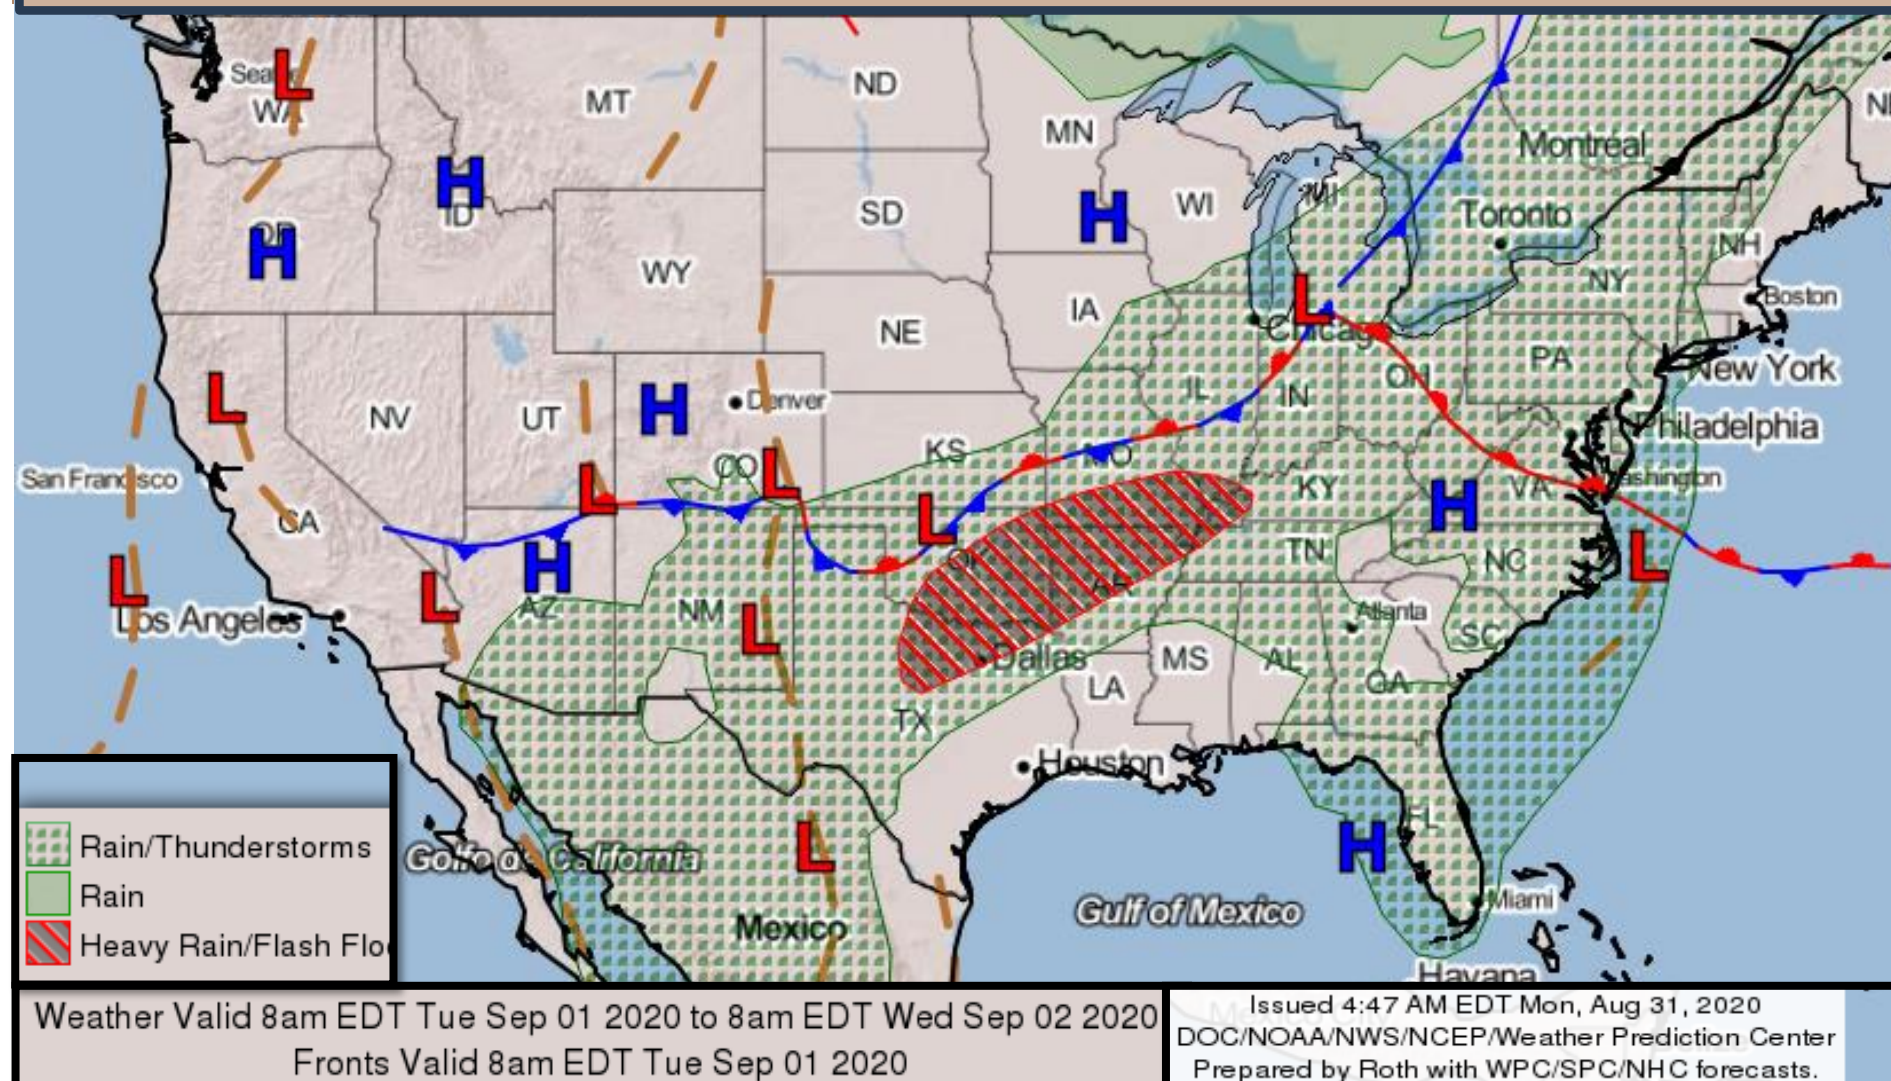 Seattle
WA
MT
ND
MN
Montréal
H
ID
SD
WI
MI
Toronto
NH
H
OR
H
WY
NY
IA
Boston
NE
L
Chicago
PA
New York
L
NV
UT
H
Denver
IL
IN
OH
Philadelphia
San Francisco
CO
KS
MO
L
L
KY
H
VA
Washington
CA
L
OK
TN
NC
L
L
H
AZ
NM
L
AR
Atlanta
SC
Los Angeles
L
Dallas
MS
AL
GA
LA
TX
Houston
FL
L
H
Golfo de California
Mexico
Gulf of Mexico
Miami
Havana
Rain/Thunderstorms
Rain
Heavy Rain/Flash Flo
Weather Valid 8am EDT Tue Sep 01 2020 to 8am EDT Wed Sep 02 2020
Fronts Valid 8am EDT Tue Sep 01 2020
Issued 4:47 AM EDT Mon, Aug 31, 2020
DOC/NOAA/NWS/NCEP/Weather Prediction Center
Prepared by Roth with WPC/SPC/NHC forecasts.